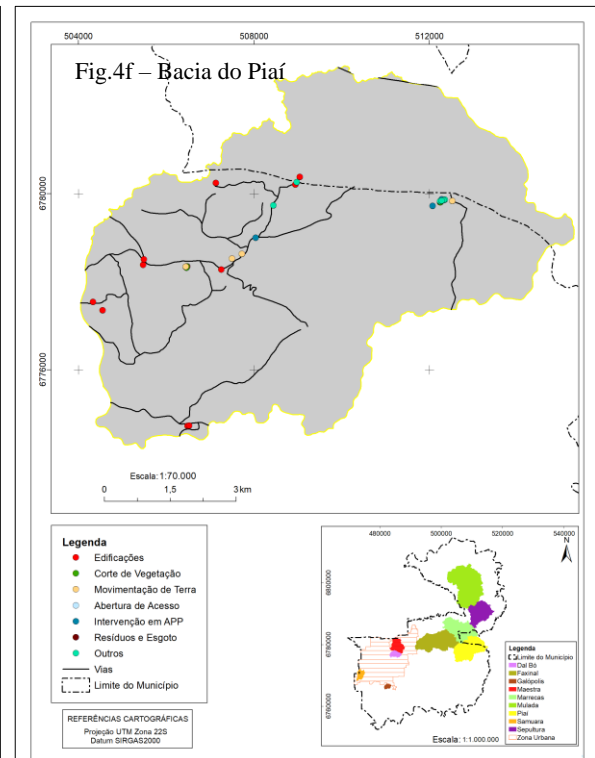 504000 508000 512000
Fig.4f – Bacia do Piaí
6780000
6776000
Escala: 1:70.000
0 1,5 3 km
Legenda
Edificações
Corte de Vegetação
Movimentação de Terra
Abertura de Acesso
Intervenção em APP
Resíduos e Esgoto
Outros
Vias
Limite do Município
REFERÊNCIAS CARTOGRÁFICAS
Projeção UTM Zona 22S
Datum SIRGAS2000
480000 500000 520000 540000
N
6800000
6780000
6760000
Legenda
Limite do Município
Dal Bó
Faxinal
Galópolis
Maestra
Marrecas
Mulada
Piaí
Samuara
Sepultura
Zona Urbana
Escala: 1:1.000.000